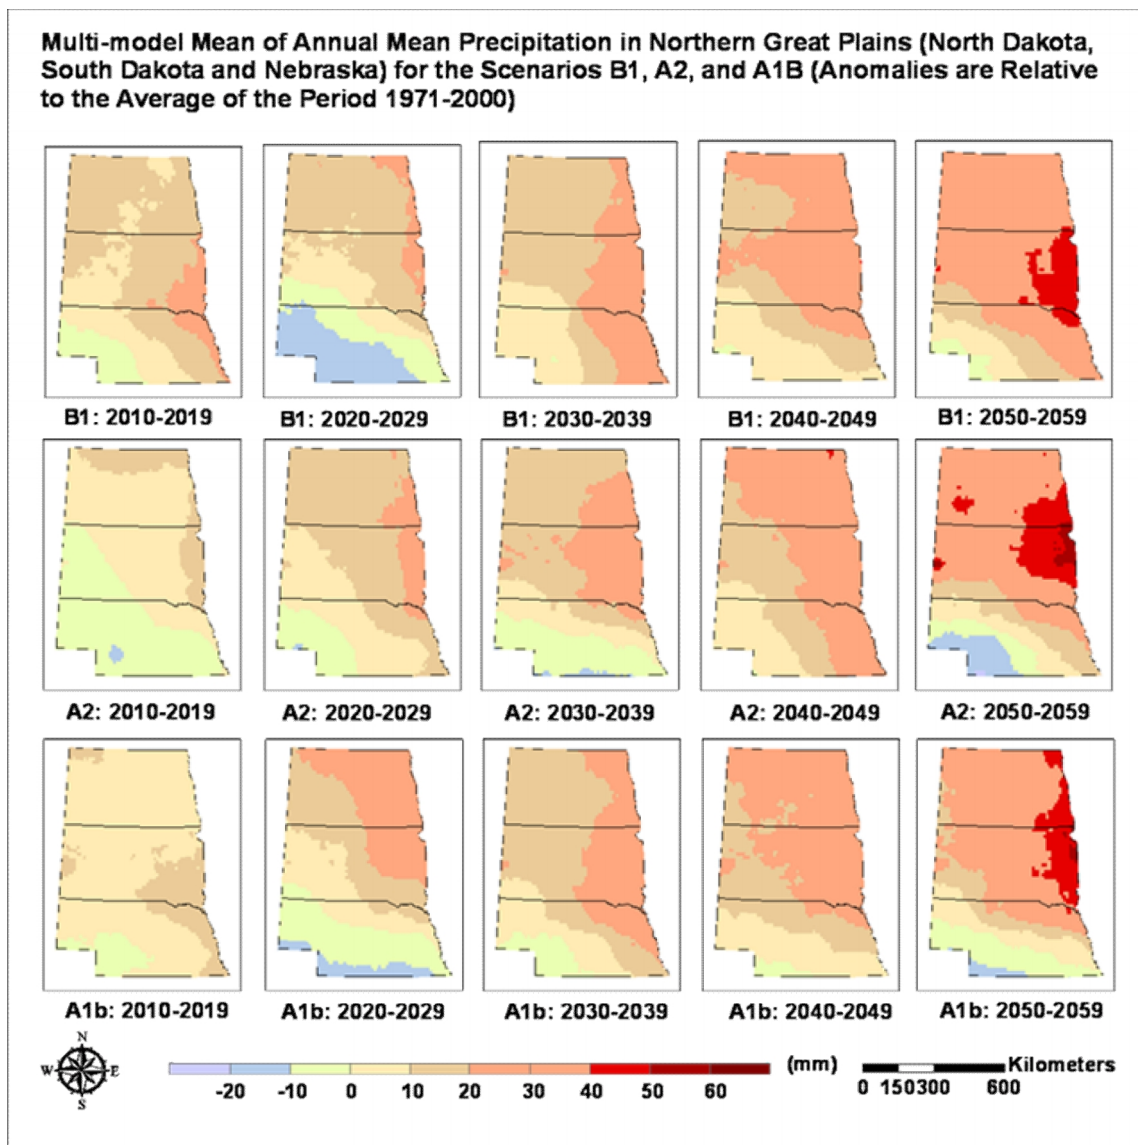 Multi-model Mean of Annual Mean Precipitation in Northern Great Plains (North Dakota,
South Dakota and Nebraska) for the Scenarios B1, A2, and A1B (Anomalies are Relative
to the Average of the Period 1971-2000)
B1: 2010-2019 B1: 2020-2029 B1: 2030-2039 B1: 2040-2049 B1: 2050-2059
A2: 2010-2019 A2: 2020-2029 A2: 2030-2039 A2: 2040-2049 A2: 2050-2059
A1b: 2010-2019 A1b: 2020-2029 A1b: 2030-2039 A1b: 2040-2049 A1b: 2050-2059
N
W E
S
(mm)
-20 -10 0 10 20 30 40 50 60
Kilometers
0 150 300 600